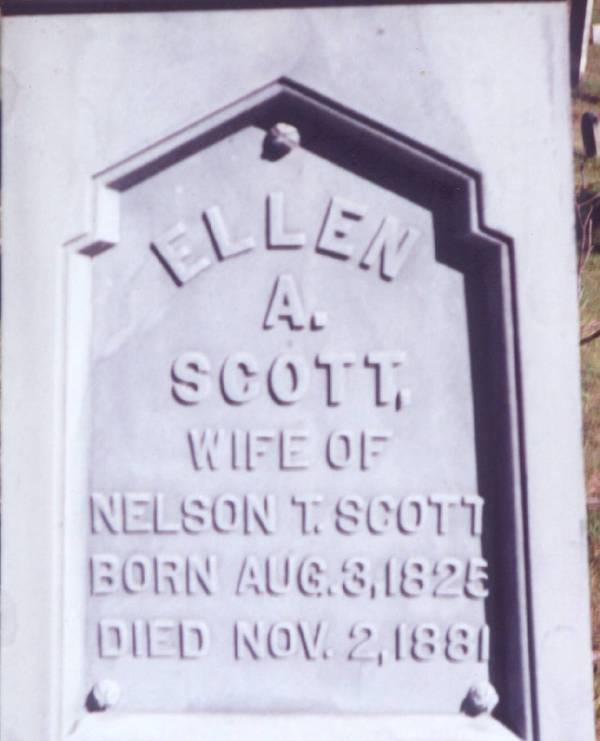 ELLEN
A.
SCOTT,
WIFE OF
NELSON T. SCOTT
BORN AUG. 3, 1825
DIED NOV. 2, 1881